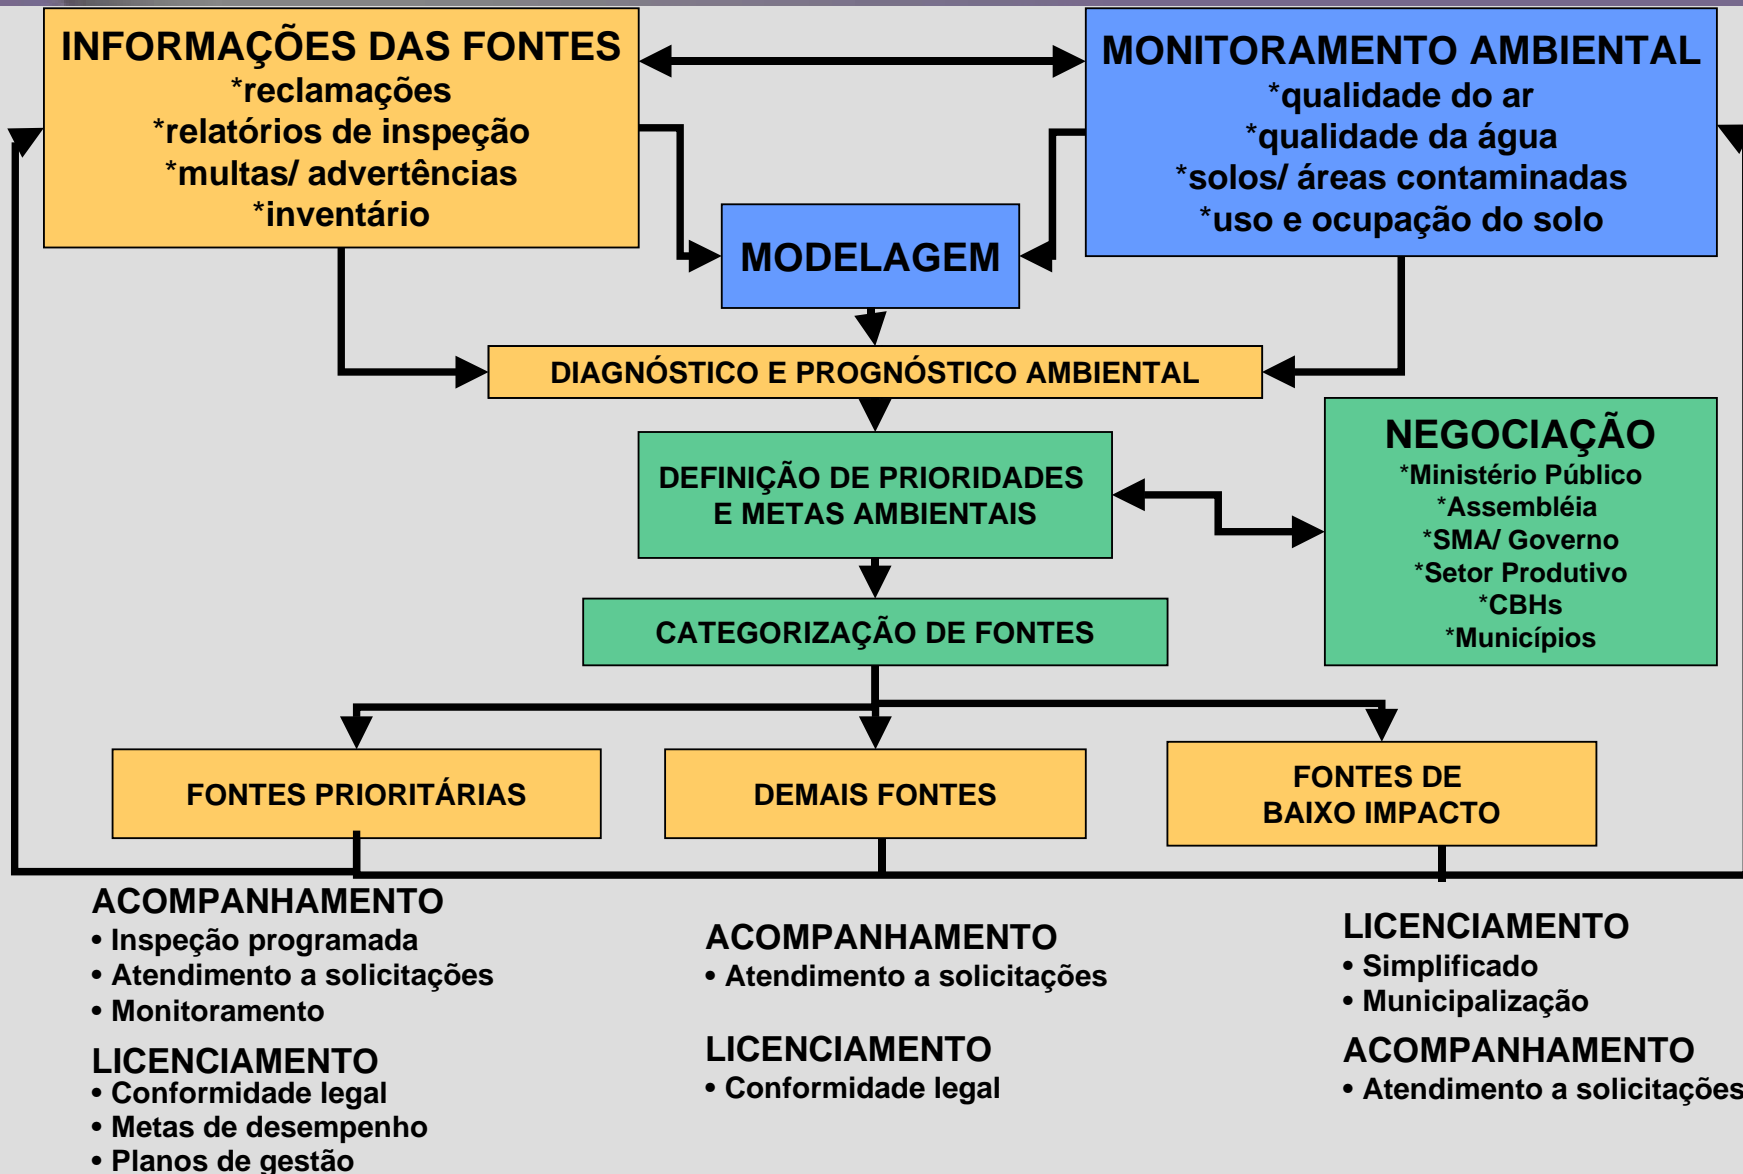 INFORMAÇÕES DAS FONTES
*reclamações
*relatórios de inspeção
*multas/ advertências
*inventário
MONITORAMENTO AMBIENTAL
*qualidade do ar
*qualidade da água
*solos/ áreas contaminadas
*uso e ocupação do solo
MODELAGEM
DIAGNÓSTICO E PROGNÓSTICO AMBIENTAL
DEFINIÇÃO DE PRIORIDADES
E METAS AMBIENTAIS
NEGOCIAÇÃO
*Ministério Público
*Assembléia
*SMA/ Governo
*Setor Produtivo
*CBHs
*Municípios
CATEGORIZAÇÃO DE FONTES
FONTES PRIORITÁRIAS
DEMAIS FONTES
FONTES DE
BAIXO IMPACTO
ACOMPANHAMENTO
• Inspeção programada
• Atendimento a solicitações
• Monitoramento
LICENCIAMENTO
• Conformidade legal
• Metas de desempenho
• Planos de gestão
ACOMPANHAMENTO
• Atendimento a solicitações
LICENCIAMENTO
• Conformidade legal
LICENCIAMENTO
• Simplificado
• Municipalização
ACOMPANHAMENTO
• Atendimento a solicitações